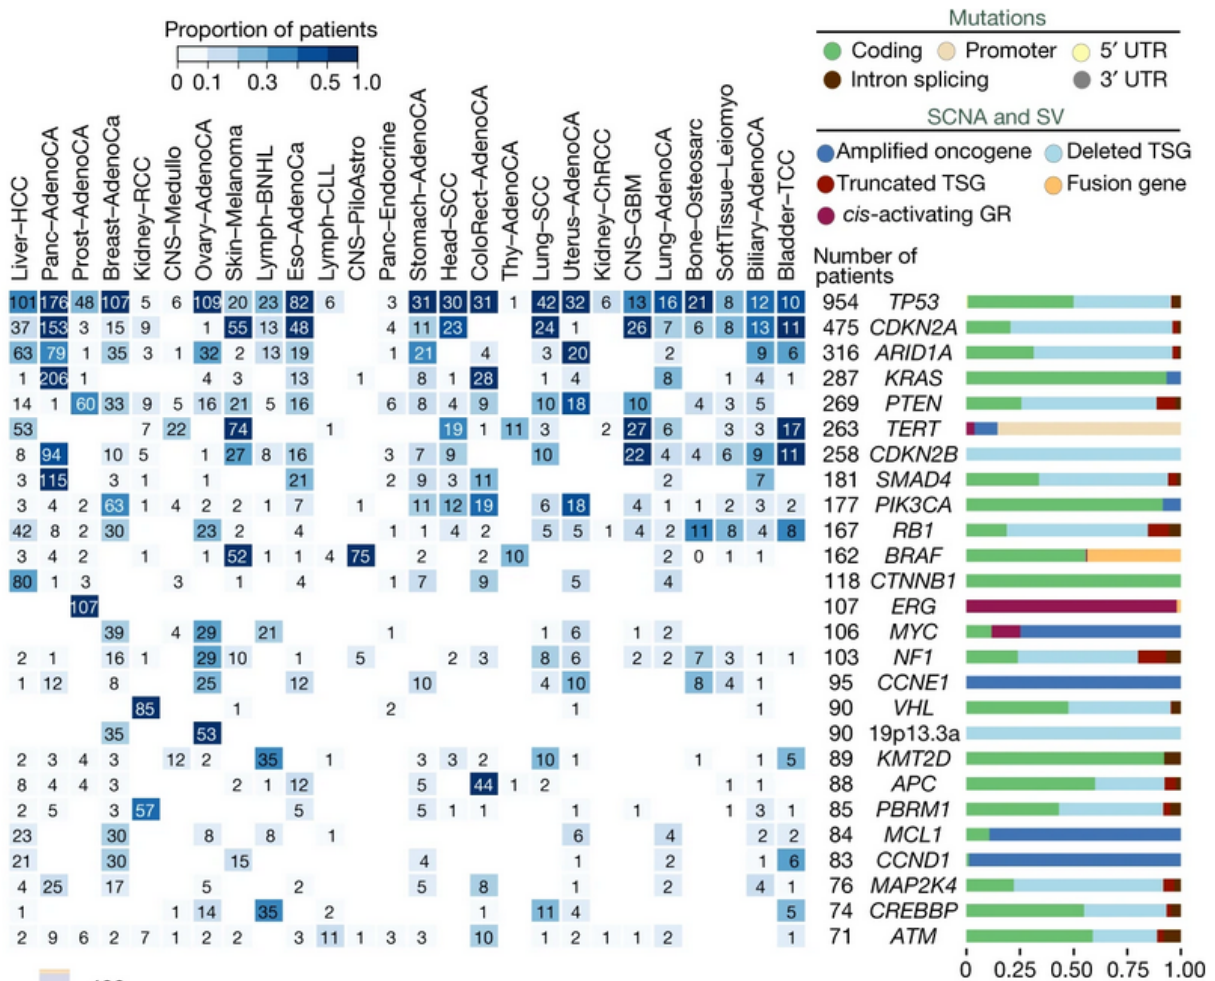 Proportion of patients
0 0.1 0.3 0.5 1.0
Mutations
Coding Promoter 5′ UTR
Intron splicing 3′ UTR
SCNA and SV
Amplified oncogene Deleted TSG
Truncated TSG Fusion gene
cis-activating GR
Liver–HCC
Panc–AdenoCA
Prost–AdenoCA
Breast–AdenoCa
Kidney–RCC
CNS–Medullo
Ovary–AdenoCA
Skin–Melanoma
Lymph–BNHL
Eso–AdenoCa
Lymph–CLL
CNS–PiloAstro
Panc–Endocrine
Stomach–AdenoCA
Head–SCC
ColoRect–AdenoCA
Thy–AdenoCA
Lung–SCC
Uterus–AdenoCA
Kidney–ChRCC
CNS–GBM
Lung–AdenoCA
Bone–Osteosarc
SoftTissue–Leiomyo
Biliary–AdenoCA
Bladder–TCC
Number of
patients
101 176 48 107 5 6 109 20 23 82 6 3 31 30 31 1 42 32 6 13 16 21 8 12 10 954 TP53
37 153 3 15 9 1 55 13 48 4 11 23 24 1 26 7 6 8 13 11 475 CDKN2A
63 79 1 35 3 1 32 2 13 19 1 21 4 3 20 2 9 6 316 ARID1A
1 206 1 4 3 13 1 8 1 28 1 4 8 1 4 1 287 KRAS
14 1 60 33 9 5 16 21 5 16 6 8 4 9 10 18 10 4 3 5 269 PTEN
53 7 22 74 1 19 1 11 3 2 27 6 3 3 17 263 TERT
8 94 10 5 1 27 8 16 3 7 9 10 22 4 4 6 9 11 258 CDKN2B
3 115 3 1 1 21 2 9 3 11 2 7 181 SMAD4
3 4 2 63 1 4 2 2 1 7 1 11 12 19 6 18 4 1 1 2 3 2 177 PIK3CA
42 8 2 30 23 2 4 1 1 4 2 5 5 1 4 2 11 8 4 8 167 RB1
3 4 2 1 1 52 1 1 4 75 2 2 10 2 0 1 1 162 BRAF
80 1 3 3 1 4 1 7 9 5 4 118 CTNNB1
107 107 ERG
39 4 29 21 1 1 6 1 2 106 MYC
2 1 16 1 29 10 1 5 2 3 8 6 2 2 7 3 1 1 103 NF1
1 12 8 25 12 10 4 10 8 4 1 95 CCNE1
85 1 2 1 1 90 VHL
35 53 90 19p13.3a
2 3 4 3 12 2 35 1 3 3 2 10 1 1 1 5 89 KMT2D
8 4 4 3 2 1 12 5 44 1 2 1 1 88 APC
2 5 3 57 5 5 1 1 1 1 1 3 1 85 PBRM1
23 30 8 8 1 6 4 2 2 84 MCL1
21 30 15 4 1 2 1 6 83 CCND1
4 25 17 5 2 5 8 1 2 4 1 76 MAP2K4
1 1 14 35 2 1 11 4 5 74 CREBBP
2 9 6 2 7 1 2 2 3 11 1 3 3 10 1 2 1 1 2 1 71 ATM
0 0.25 0.50 0.75 1.00